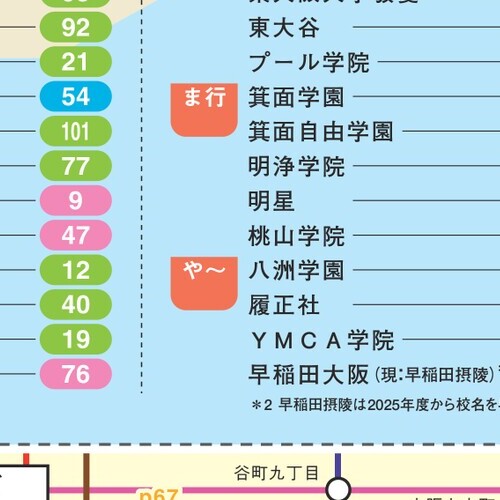 92 東大谷
21 プール学院
54 ま行 箕面学園
101 箕面自由学園
77 明浄学院
9 明星
47 桃山学院
12 や〜 八洲学園
40 履正社
19 YMCA学院
76 早稲田大阪(現:早稲田摂陵)
*2 早稲田摂陵は2025年度から校名を
谷町九丁目
p67